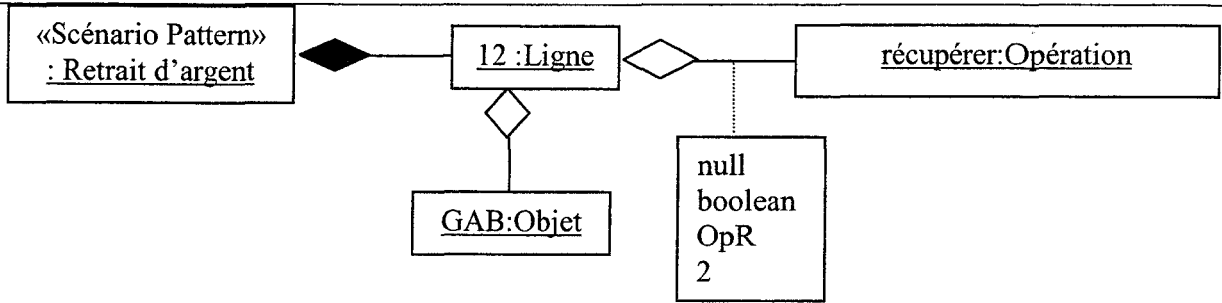 «Scénario Pattern»
: Retrait d'argent
12 :Ligne
récupérer:Opération
GAB:Objet
null
boolean
OpR
2